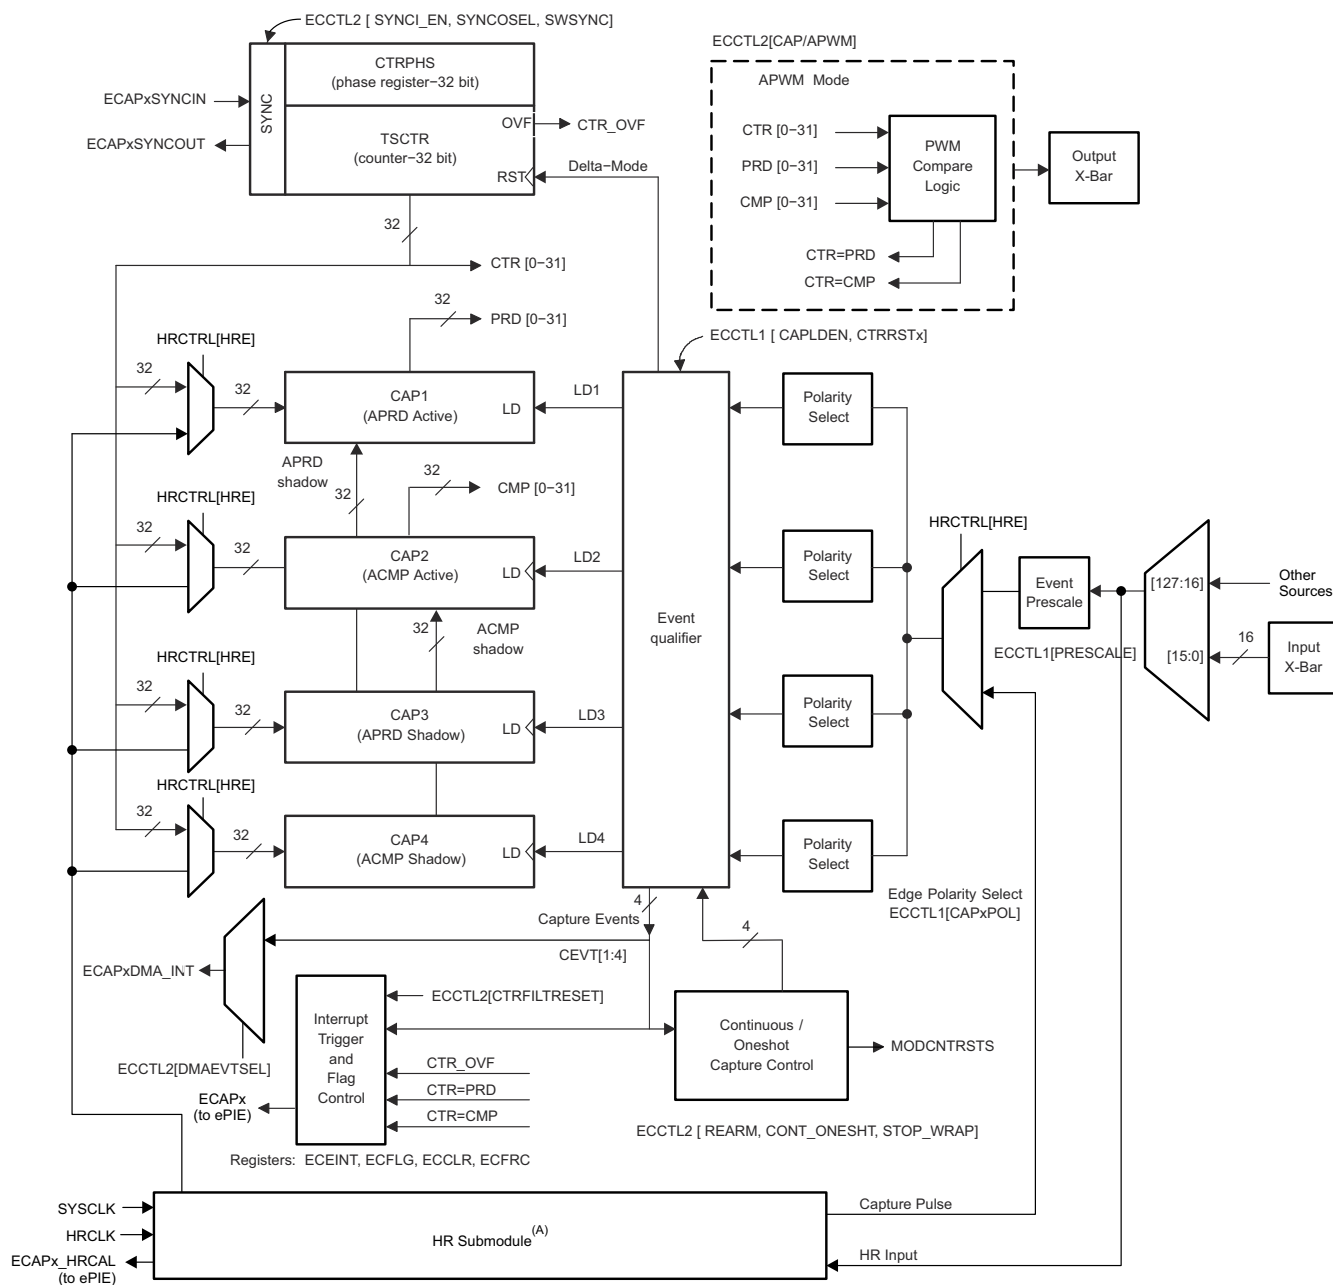 ECCTL2 [ SYNCI_EN, SYNCOSEL, SWSYNC]
SYNC
CTRPHS
(phase register−32 bit)
ECAPxSYNCIN
ECAPxSYNCOUT
TSCTR
(counter−32 bit)
OVF
RST
CTR_OVF
Delta−Mode
32
CTR [0−31]
ECCTL2[CAP/APWM]
APWM Mode
CTR [0−31]
PRD [0−31]
CMP [0−31]
PWM
Compare
Logic
CTR=PRD
CTR=CMP
Output
X-Bar
32
PRD [0−31]
HRCTRL[HRE]
32
32
CAP1
(APRD Active)
LD
LD1
ECCTL1 [ CAPLDEN, CTRRSTx]
Polarity
Select
APRD
shadow
32
32
CMP [0−31]
HRCTRL[HRE]
32
32
CAP2
(ACMP Active)
LD
LD2
Polarity
Select
32
ACMP
shadow
Event
qualifier
HRCTRL[HRE]
Event
Prescale
ECCTL1[PRESCALE]
[127:16]
[15:0]
Other
Sources
16
Input
X-Bar
HRCTRL[HRE]
32
32
CAP3
(APRD Shadow)
LD
LD3
Polarity
Select
HRCTRL[HRE]
32
32
CAP4
(ACMP Shadow)
LD
LD4
Polarity
Select
Edge Polarity Select
ECCTL1[CAPxPOL]
4
Capture Events
CEVT[1:4]
4
ECAPxDMA_INT
ECCTL2[DMAEVTSEL]
Interrupt
Trigger
and
Flag
Control
ECCTL2[CTRFILTRESET]
CTR_OVF
CTR=PRD
CTR=CMP
ECAPx
(to ePIE)
Continuous /
Oneshot
Capture Control
MODCNTRSTS
ECCTL2 [ REARM, CONT_ONESHT, STOP_WRAP]
Registers: ECEINT, ECFLG, ECCLR, ECFRC
SYSCLK
HRCLK
ECAPx_HRCAL
(to ePIE)
HR Submodule(A)
Capture Pulse
HR Input